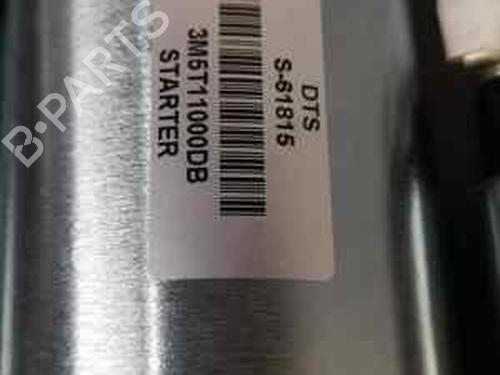 DTS
S-61815
3M5T11000DB
STARTER
B-PARTS